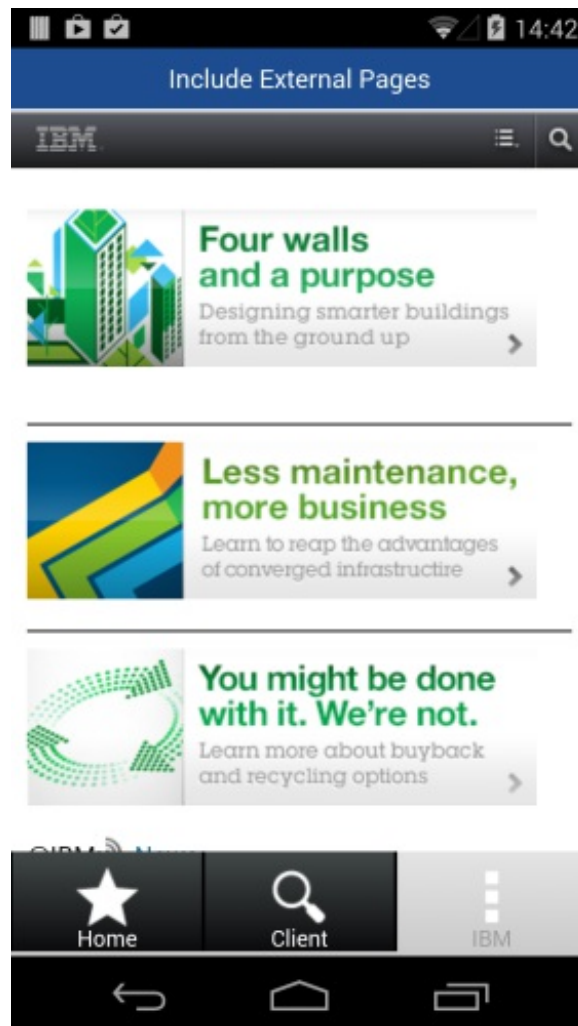 14:42
Include External Pages
IBM.
Four walls
and a purpose
Designing smarter buildings
from the ground up
Less maintenance,
more business
Learn to reap the advantages
of converged infrastructire
You might be done
with it. We're not.
Learn more about buyback
and recycling options
Home
Client
IBM